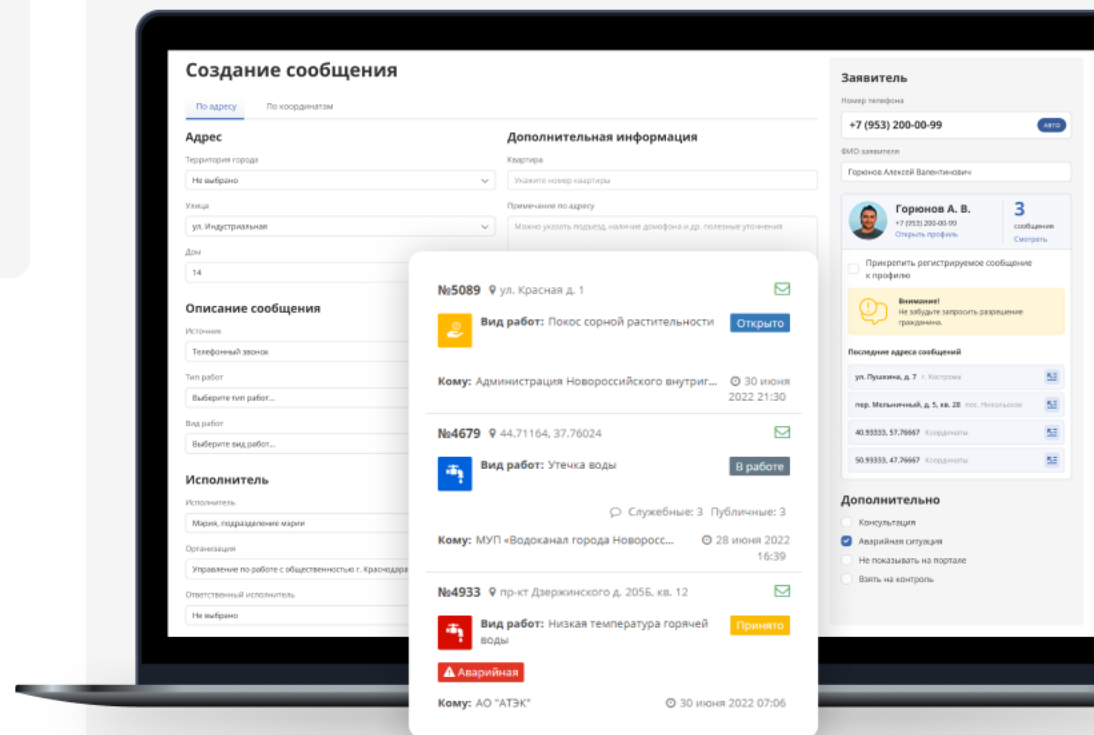 Создание сообщения
По адресу
По координатам
Адрес
Территория города
Не выбрано
Улица
ул. Индустриальная
Дом
14
Дополнительная информация
Квартира
Укажите номер квартиры
Примечание по адресу
Можно указать подъезд, наличие домофона и др. полезные уточнения
Описание сообщения
Источник
Телефонный звонок
Тип работ
Выберите тип работ...
Вид работ
Выберите вид работ...
Исполнитель
Исполнитель
Мэрия, подразделение мэрии
Организация
Управление по работе с общественностью г. Краснодара
Ответственный исполнитель
Не выбрано
№5089 ул. Красная д. 1
Вид работ: Покос сорной растительности
Открыто
Кому: Администрация Новороссийского внутриг...
30 июня
2022 21:30
№4679 44.71164, 37.76024
Вид работ: Утечка воды
В работе
Служебные: 3 Публичные: 3
Кому: МУП «Водоканал города Новоросс...
28 июня 2022
16:39
№4933 пр-кт Дзержинского д. 205Б, кв. 12
Вид работ: Низкая температура горячей
воды
Принято
Аварийная
Кому: АО "АТЭК"
30 июня 2022 07:06
Заявитель
Номер телефона
+7 (953) 200-00-99
АВТО
ФИО заявителя
Горюнов Алексей Валентинович
Горюнов А. В.
+7 (953) 200-00-99
Открыть профиль
3
сообщения
Смотреть
Прикрепить регистрируемое сообщение
к профилю
Внимание!
Не забудьте запросить разрешение
гражданина.
Последние адреса сообщений
ул. Пушкина, д. 7 г. Кострома
пер. Мельничный, д. 5, кв. 28 пос. Никольское
40.93333, 57.76667 Координаты
50.93333, 47.76667 Координаты
Дополнительно
Консультация
Аварийная ситуация
Не показывать на портале
Взять на контроль